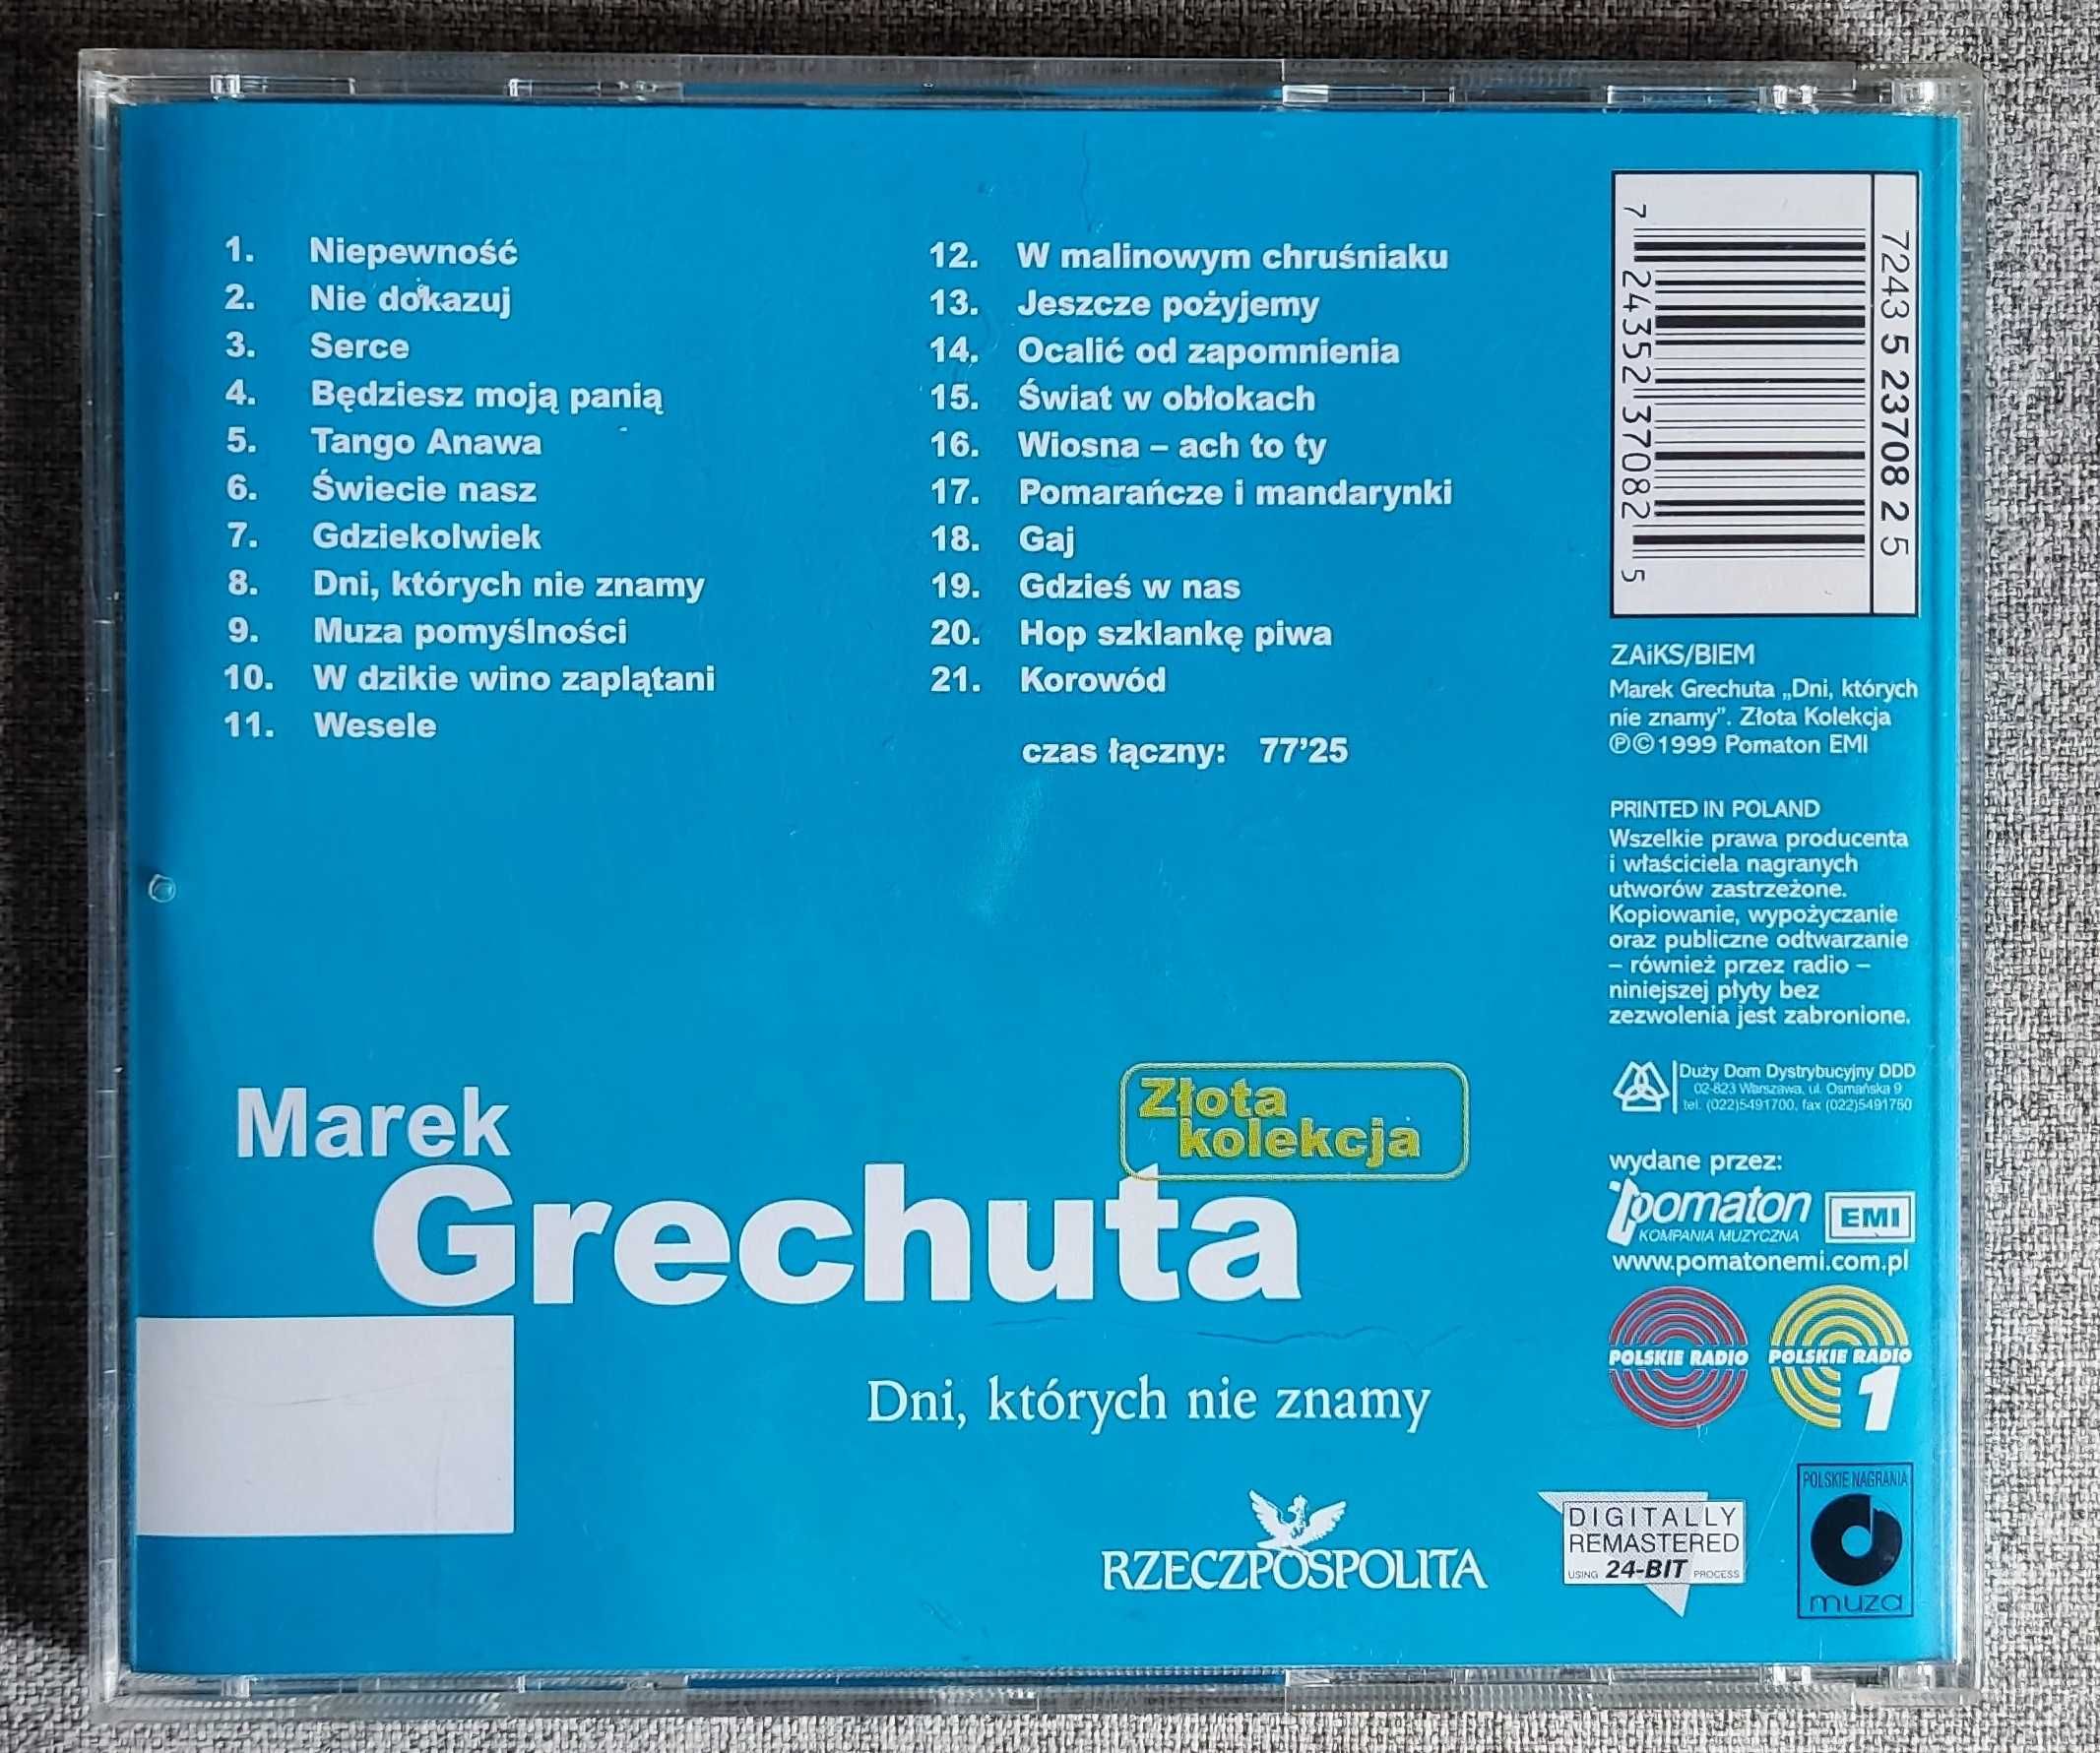 1. Niepewność
2. Nie dokazuj
3. Serce
4. Będziesz moją panią
5. Tango Anawa
6. Świecie nasz
7. Gdziekolwiek
8. Dni, których nie znamy
9. Muza pomyślności
10. W dzikie wino zaplątani
11. Wesele
12. W malinowym chruśniaku
13. Jeszcze pożyjemy
14. Ocalić od zapomnienia
15. Świat w obłokach
16. Wiosna – ach to ty
17. Pomarańcze i mandarynki
18. Gaj
19. Gdzieś w nas
20. Hop szklankę piwa
21. Korowód
czas łączny: 77’25
7243 5 23708 2 5
7 24352 37082 5
ZAiKS/BIEM
Marek Grechuta „Dni, których
nie znamy”. Złota Kolekcja
℗©1999 Pomaton EMI
PRINTED IN POLAND
Wszelkie prawa producenta
i właściciela nagranych
utworów zastrzeżone.
Kopiowanie, wypożyczanie
oraz publiczne odtwarzanie
– również przez radio –
niniejszej płyty bez
zezwolenia jest zabronione.
Duży Dom Dystrybucyjny DDD
02-823 Warszawa, ul. Osmańska 9
tel. (022)5491700, fax (022)5491750
wydane przez:
pomaton EMI
KOMPANIA MUZYCZNA
www.pomatonemi.com.pl
POLSKIE RADIO
POLSKIE RADIO
1
Marek
Grechuta
Złota
kolekcja
Dni, których nie znamy
RZECZPOSPOLITA
DIGITALLY
REMASTERED
USING 24-BIT PROCESS
POLSKIE NAGRANIA
muza